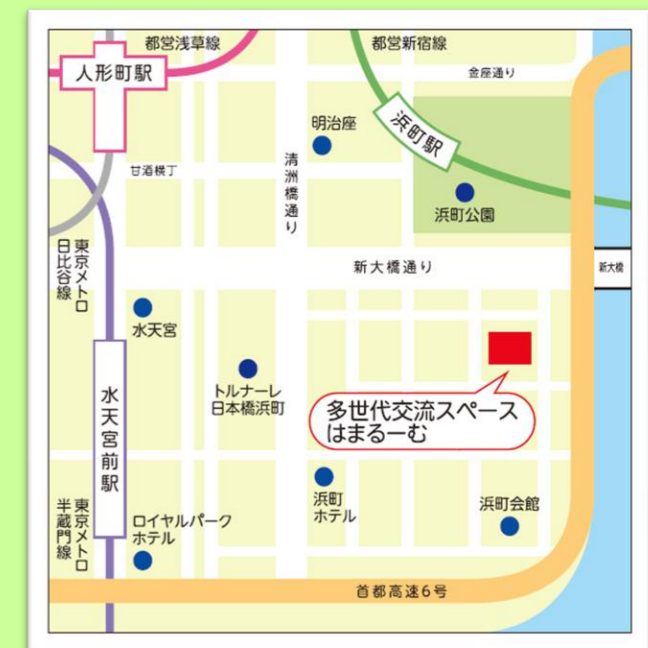 都営浅草線
都営新宿線
人形町駅
金座通り
明治座
浜町駅
甘酒横丁
清洲橋通り
浜町公園
東京メトロ
日比谷線
新大橋通り
新大橋
水天宮
トルナーレ
日本橋浜町
水天宮前駅
多世代交流スペース
はまるーむ
浜町
ホテル
浜町会館
東京メトロ
半蔵門線
ロイヤルパーク
ホテル
首都高速6号